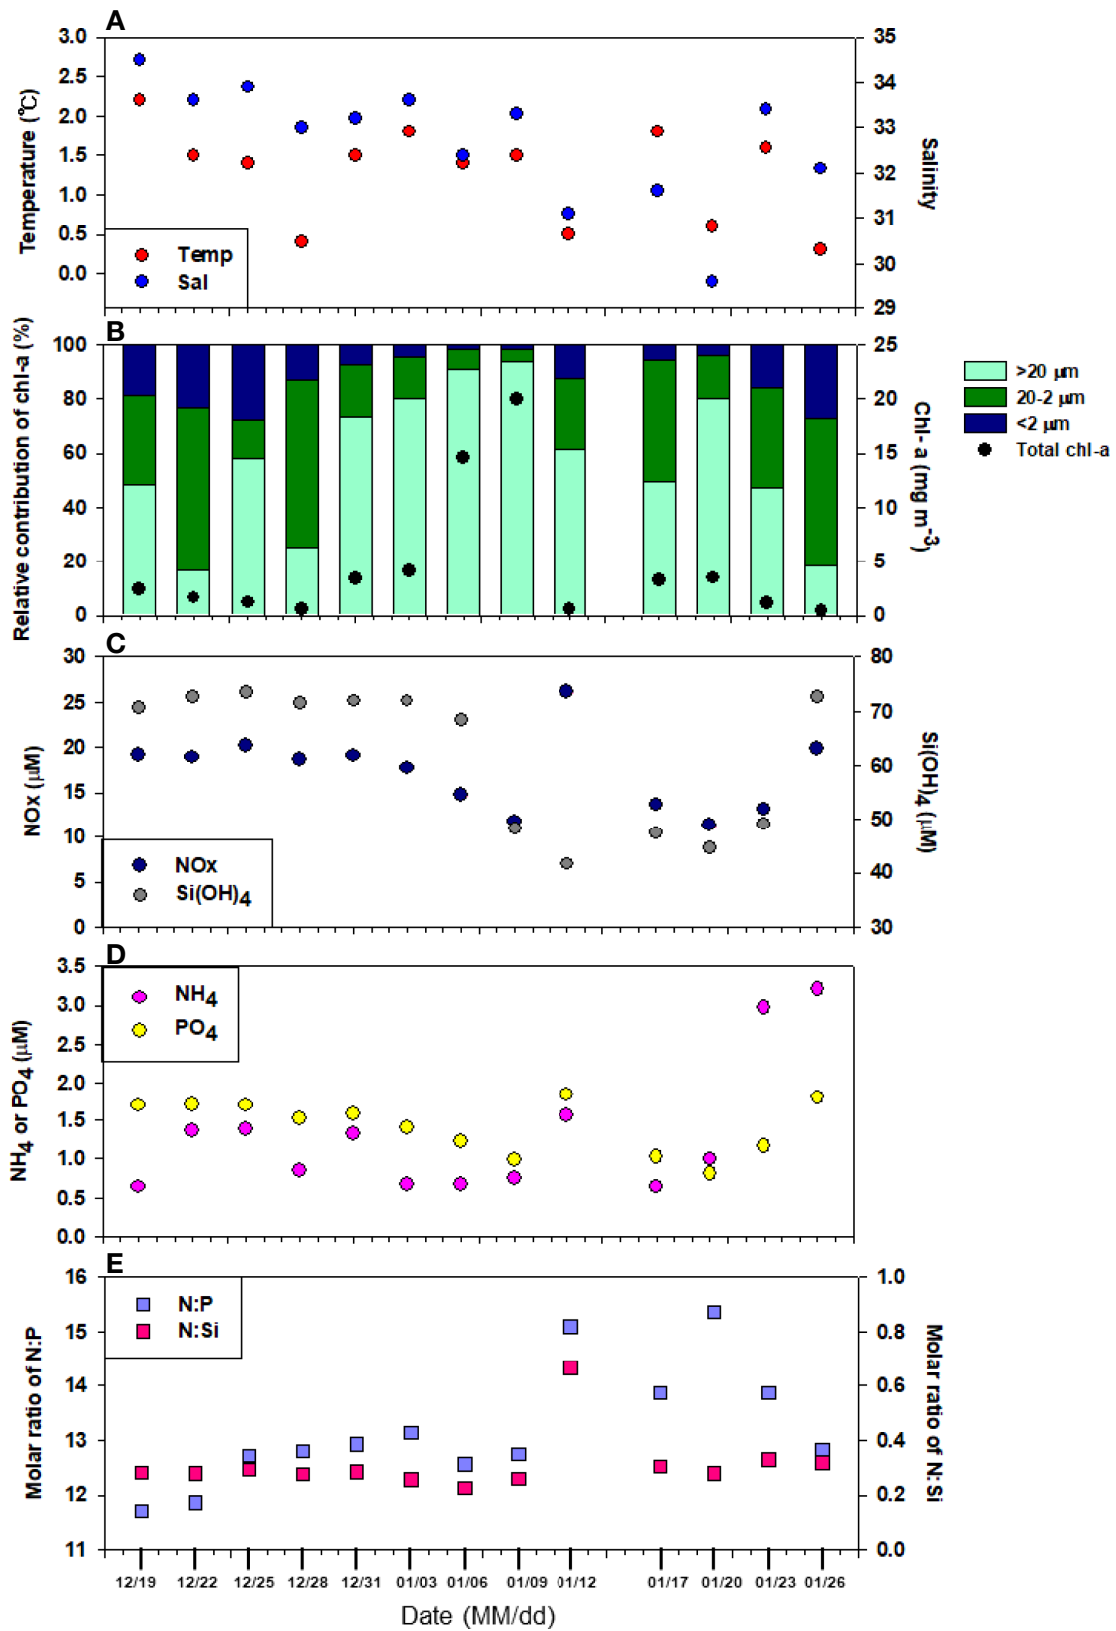 A
3.0
2.5
2.0
1.5
1.0
0.5
0.0
Temperature (℃)
35
34
33
32
31
30
29
Salinity
Temp
Sal
B
100
80
60
40
20
0
Relative contribution of chl-a (%)
25
20
15
10
5
0
Chl- a (mg m-3)
>20 μm
20-2 μm
<2 μm
Total chl-a
C
30
25
20
15
10
5
0
NOx (μM)
80
70
60
50
40
30
Si(OH)4 (μM)
NOx
Si(OH)4
D
3.5
3.0
2.5
2.0
1.5
1.0
0.5
0.0
NH4 or PO4 (μM)
NH4
PO4
E
16
15
14
13
12
11
Molar ratio of N:P
1.0
0.8
0.6
0.4
0.2
0.0
Molar ratio of N:Si
N:P
N:Si
12/19 12/22 12/25 12/28 12/31 01/03 01/06 01/09 01/12 01/17 01/20 01/23 01/26
Date (MM/dd)